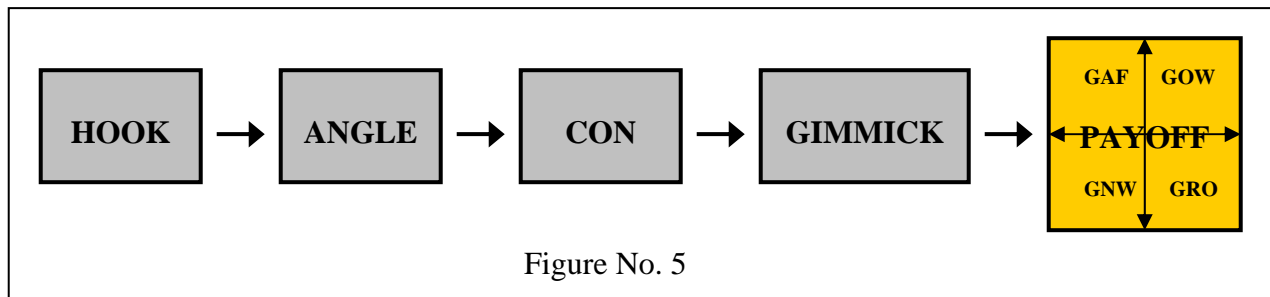 GAF GOW
HOOK ANGLE CON GIMMICK PAYOFF
GNW GRO
Figure No. 5